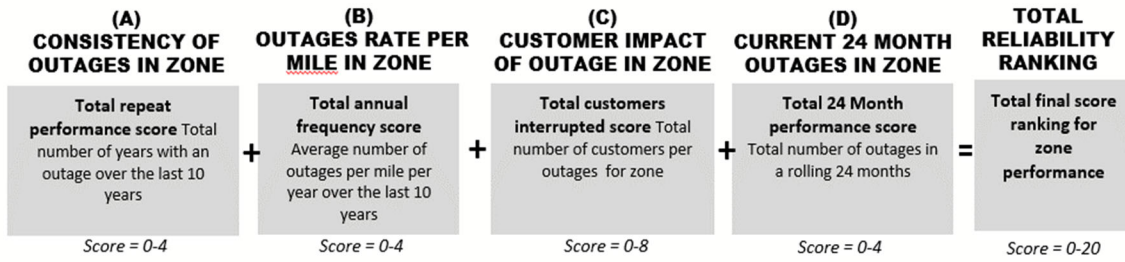 (A)
CONSISTENCY OF
OUTAGES IN ZONE
Total repeat
performance score Total
number of years with an
outage over the last 10
years
Score = 0-4
+
(B)
OUTAGES RATE PER
MILE IN ZONE
Total annual
frequency score
Average number of
outages per mile per
year over the last 10
years
Score = 0-4
+
(C)
CUSTOMER IMPACT
OF OUTAGE IN ZONE
Total customers
interrupted score Total
number of customers per
outages for zone
Score = 0-8
+
(D)
CURRENT 24 MONTH
OUTAGES IN ZONE
Total 24 Month
performance score
Total number of outages in
a rolling 24 months
Score = 0-4
=
TOTAL
RELIABILITY
RANKING
Total final score
ranking for
zone
performance
Score = 0-20